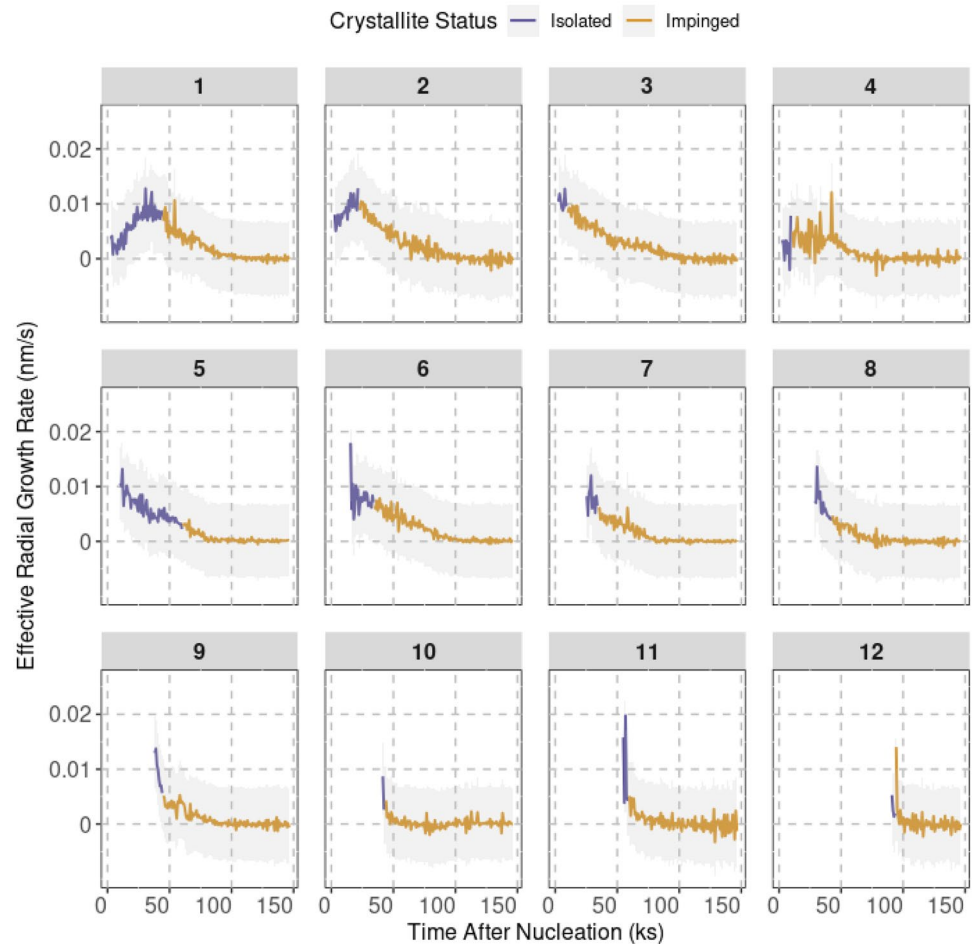 Crystallite Status Isolated Impinged
1 2 3 4
0.02
0.01
0
5 6 7 8
0.02
0.01
0
9 10 11 12
0.02
0.01
0
0 50 100 150 0 50 100 150 0 50 100 150 0 50 100 150
Effective Radial Growth Rate (nm/s)
Time After Nucleation (ks)